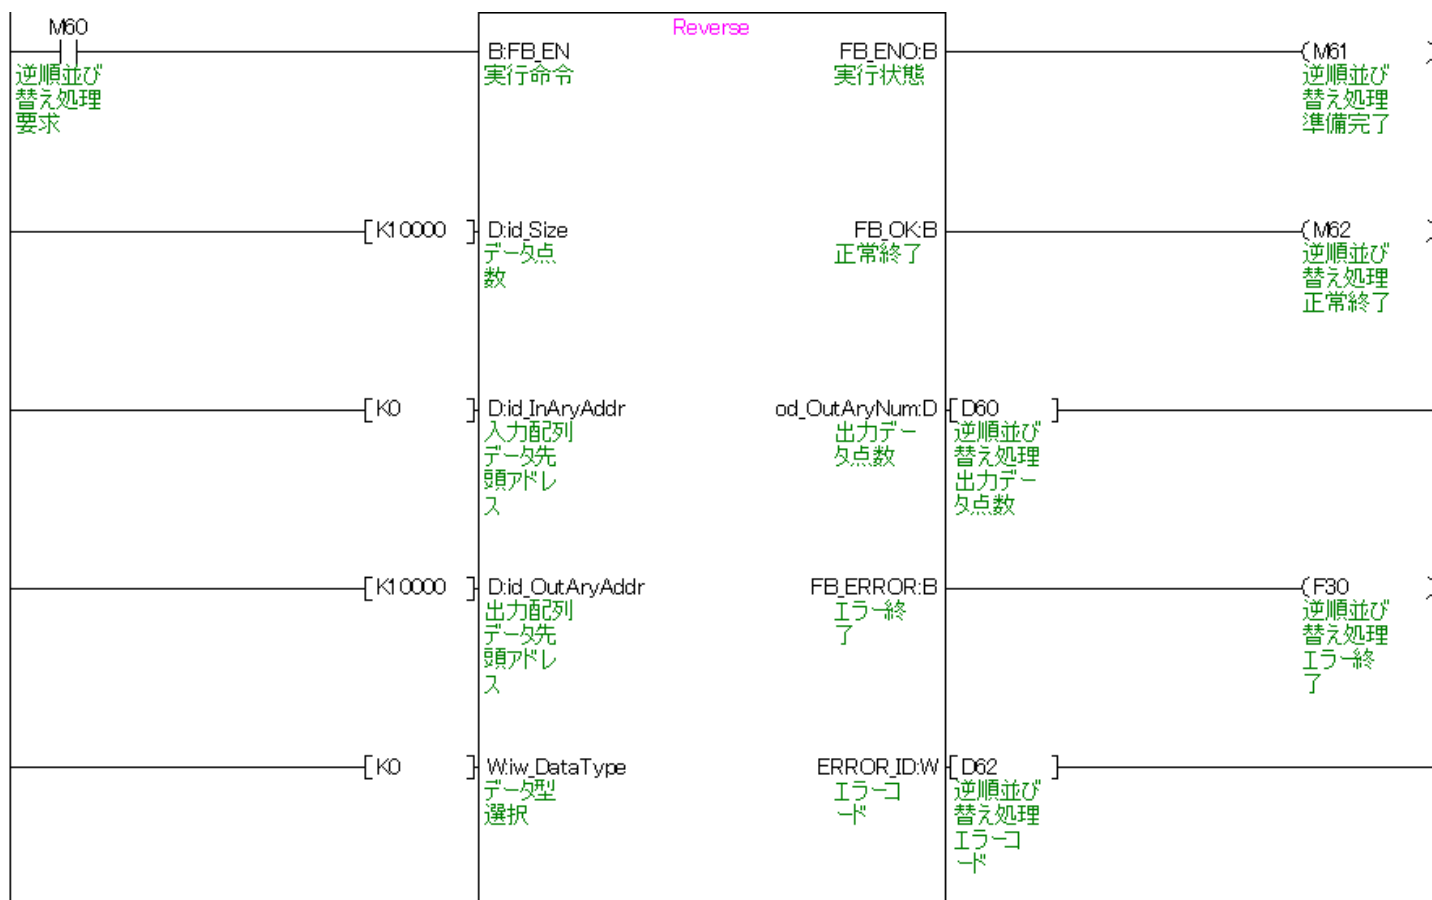 M60
逆順並び
替え処理
要求
Reverse
B:FB_EN
実行命令
FB_ENO:B
実行状態
M61
逆順並び
替え処理
準備完了
K10000
D:id_Size
データ点
数
FB_OK:B
正常終了
M62
逆順並び
替え処理
正常終了
K0
D:id_InAryAddr
入力配列
データ先
頭アドレ
ス
od_OutAryNum:D
出力デー
タ点数
D60
逆順並び
替え処理
出力デー
タ点数
K10000
D:id_OutAryAddr
出力配列
データ先
頭アドレ
ス
FB_ERROR:B
エラー終
了
F30
逆順並び
替え処理
エラー終
了
K0
W:iw_DataType
データ型
選択
ERROR_ID:W
エラーコ
ード
D62
逆順並び
替え処理
エラーコ
ード